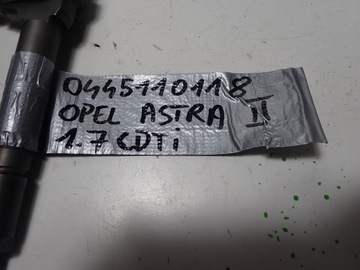 0445110118
OPEL ASTRA II
1.7 CDTi